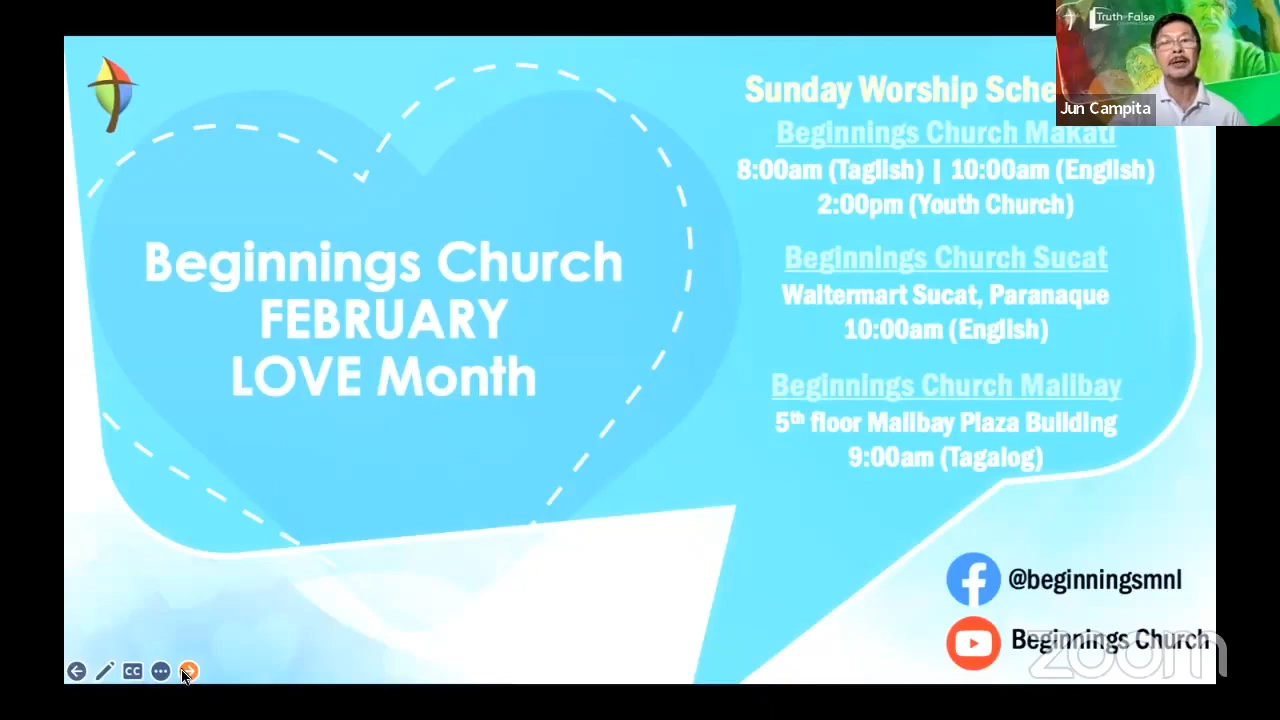 Beginnings Church
FEBRUARY
LOVE Month
Sunday Worship
Beginnings Church Makati
8:00am (Taglish) | 10:00am (English)
2:00pm (Youth Church)
Beginnings Church Sucat
Waltermart Sucat, Paranaque
10:00am (English)
Beginnings Church Malibay
5th floor Malibay Plaza Building
9:00am (Tagalog)
@beginningsmnl
Beginnings Church
Truth or False
Jun Campita
CC
zoom